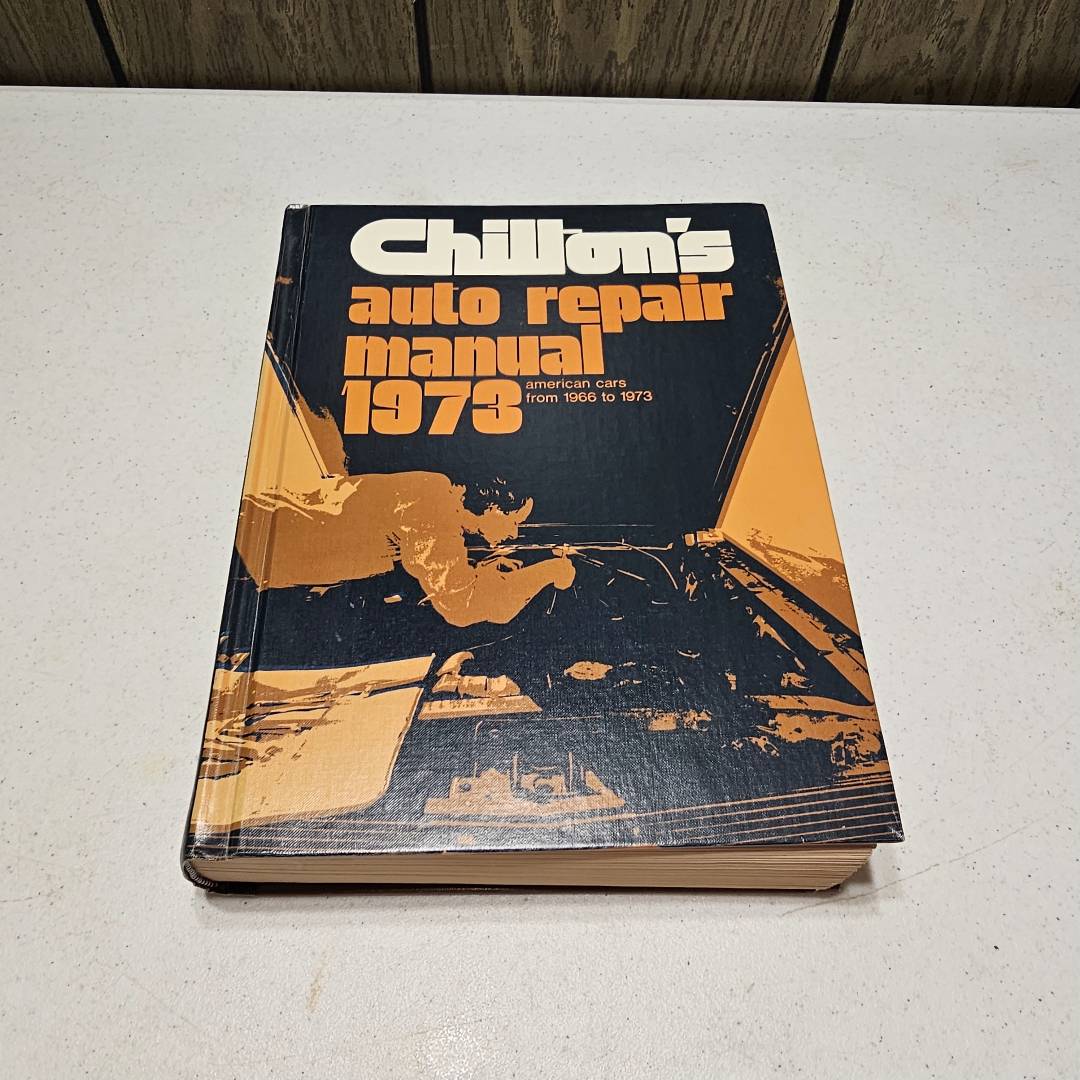 Chilton's
auto repair
manual
1973
american cars
from 1966 to 1973